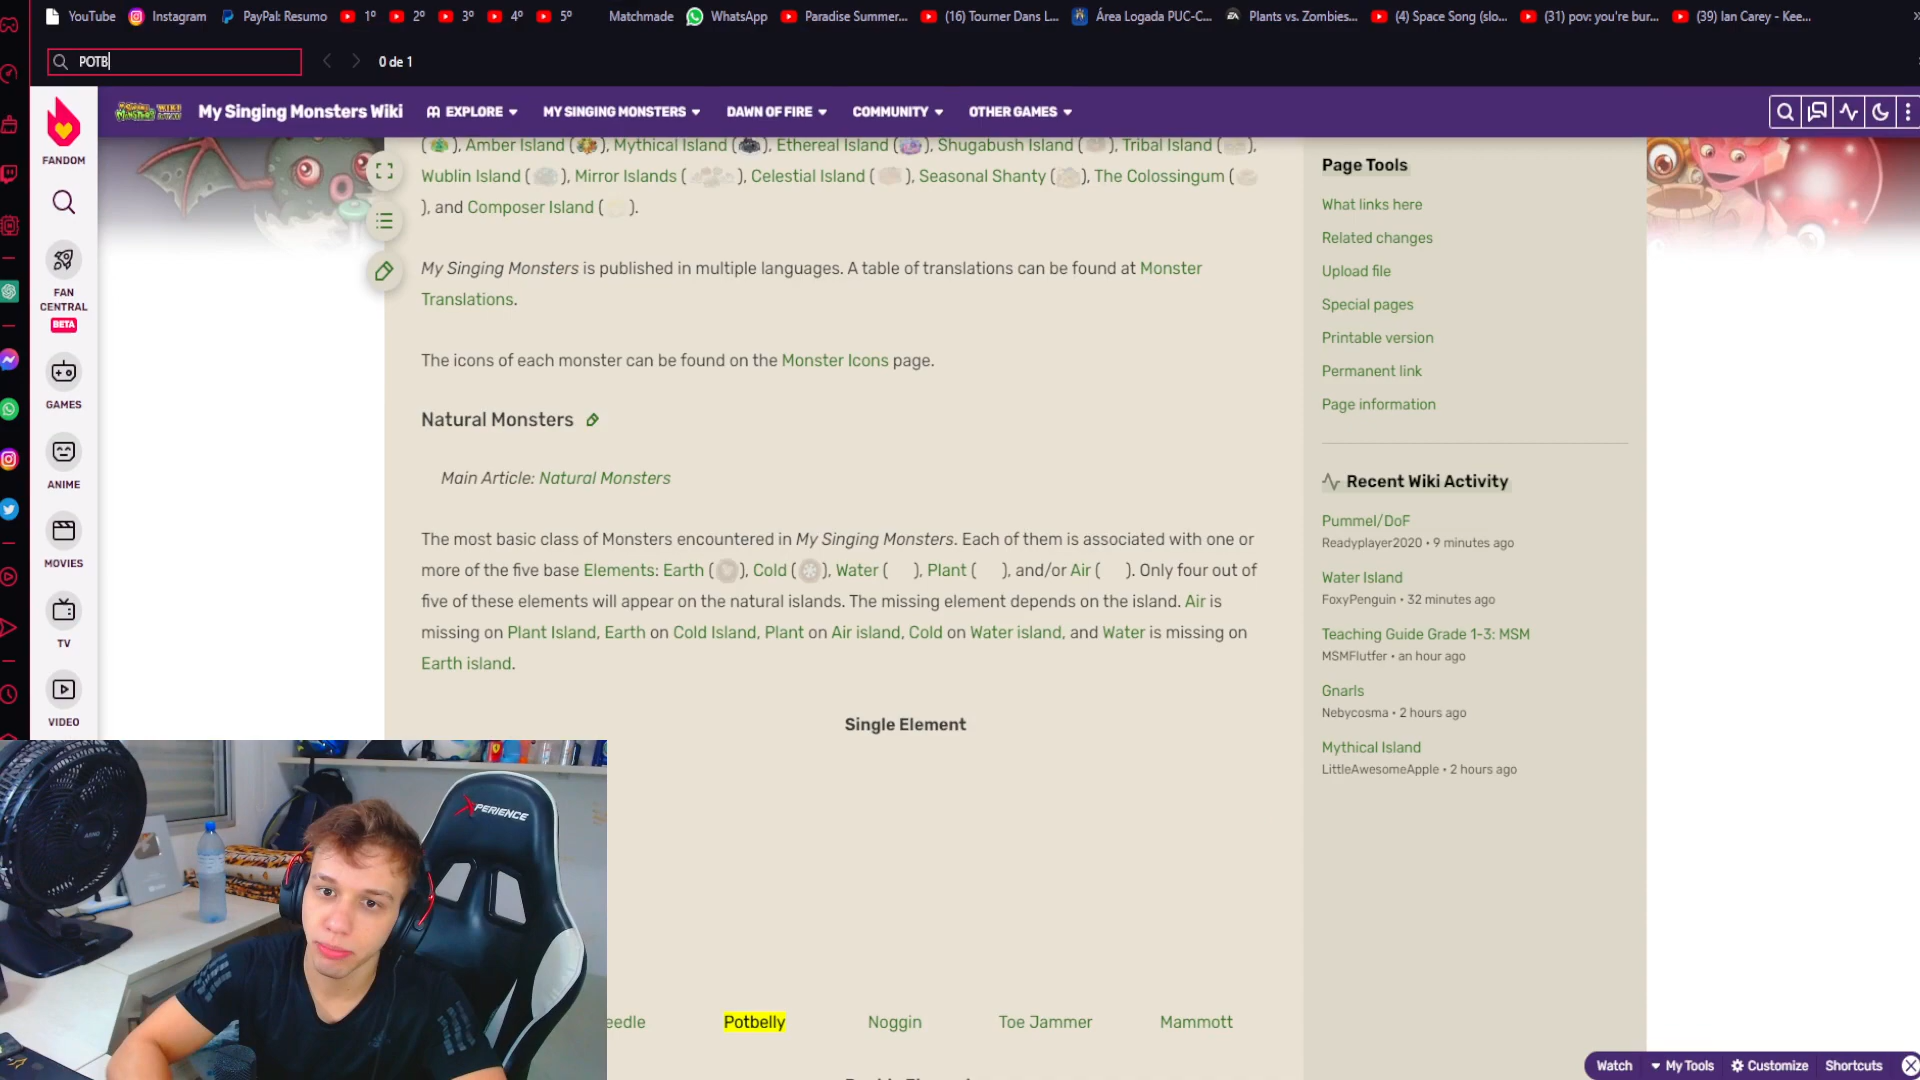 YouTube Instagram PayPal: Resumo 1º 2º 3º 4º 5º Matchmade WhatsApp Paradise Summer... (16) Tourner Dans L... Área Logada PUC-C... Plants vs. Zombies... (4) Space Song (slo... (31) pov: you're bur... (39) Ian Carey - Kee...
POTB 0 de 1
My Singing Monsters Wiki EXPLORE MY SINGING MONSTERS DAWN OF FIRE COMMUNITY OTHER GAMES
FANDOM
FAN
CENTRAL
BETA
GAMES
ANIME
MOVIES
TV
VIDEO
( ), Amber Island ( ), Mythical Island ( ), Ethereal Island ( ), Shugabush Island ( ), Tribal Island ( ),
Wublin Island ( ), Mirror Islands ( ), Celestial Island ( ), Seasonal Shanty ( ), The Colossingum (
), and Composer Island ( ).
My Singing Monsters is published in multiple languages. A table of translations can be found at Monster
Translations.
The icons of each monster can be found on the Monster Icons page.
Natural Monsters
Main Article: Natural Monsters
The most basic class of Monsters encountered in My Singing Monsters. Each of them is associated with one or
more of the five base Elements: Earth ( ), Cold ( ), Water ( ), Plant ( ), and/or Air ( ). Only four out of
five of these elements will appear on the natural islands. The missing element depends on the island. Air is
missing on Plant Island, Earth on Cold Island, Plant on Air island, Cold on Water island, and Water is missing on
Earth island.
Single Element
eedle Potbelly Noggin Toe Jammer Mammott
Page Tools
What links here
Related changes
Upload file
Special pages
Printable version
Permanent link
Page information
Recent Wiki Activity
Pummel/DoF
Readyplayer2020 • 9 minutes ago
Water Island
FoxyPenguin • 32 minutes ago
Teaching Guide Grade 1-3: MSM
MSMFlutfer • an hour ago
Gnarls
Nebycosma • 2 hours ago
Mythical Island
LittleAwesomeApple • 2 hours ago
XPERIENCE
Watch My Tools Customize Shortcuts